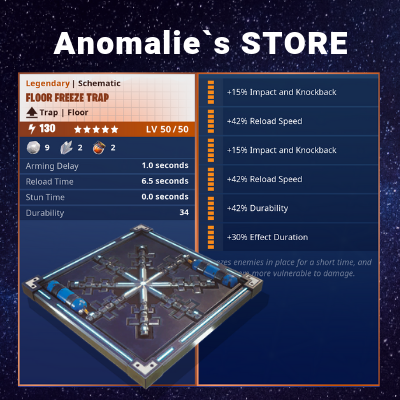 Anomalie`s STORE
Legendary | Schematic
FLOOR FREEZE TRAP
Trap | Floor
130 ★★★★★ LV 50/50
9 2 2
Arming Delay 1.0 seconds
Reload Time 6.5 seconds
Stun Time 0.0 seconds
Durability 34
+15% Impact and Knockback
+42% Reload Speed
+15% Impact and Knockback
+42% Reload Speed
+42% Durability
+30% Effect Duration
enemies in place for a short time, and
more vulnerable to damage.